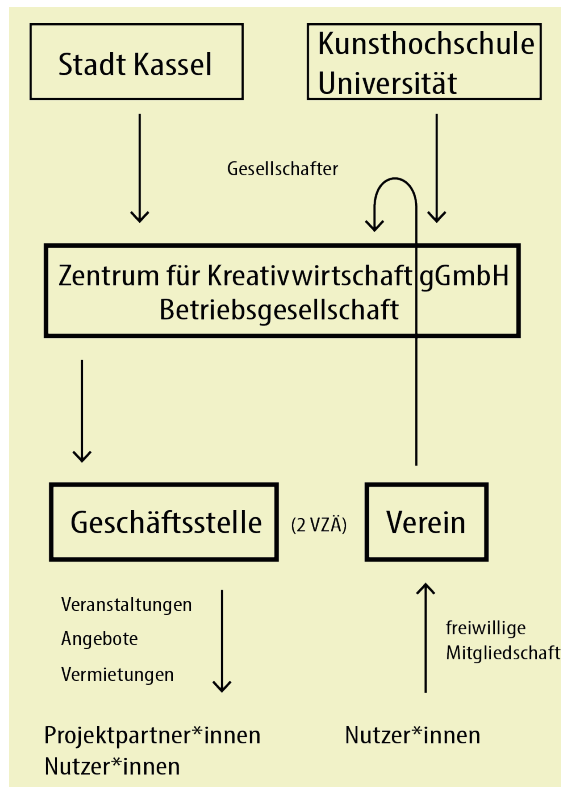 Stadt Kassel
Kunsthochschule
Universität
Gesellschafter
Zentrum für Kreativwirtschaft gGmbH
Betriebsgesellschaft
Geschäftsstelle
(2 VZÄ)
Verein
Veranstaltungen
Angebote
Vermietungen
freiwillige
Mitgliedschaft
Projektpartner*innen
Nutzer*innen
Nutzer*innen